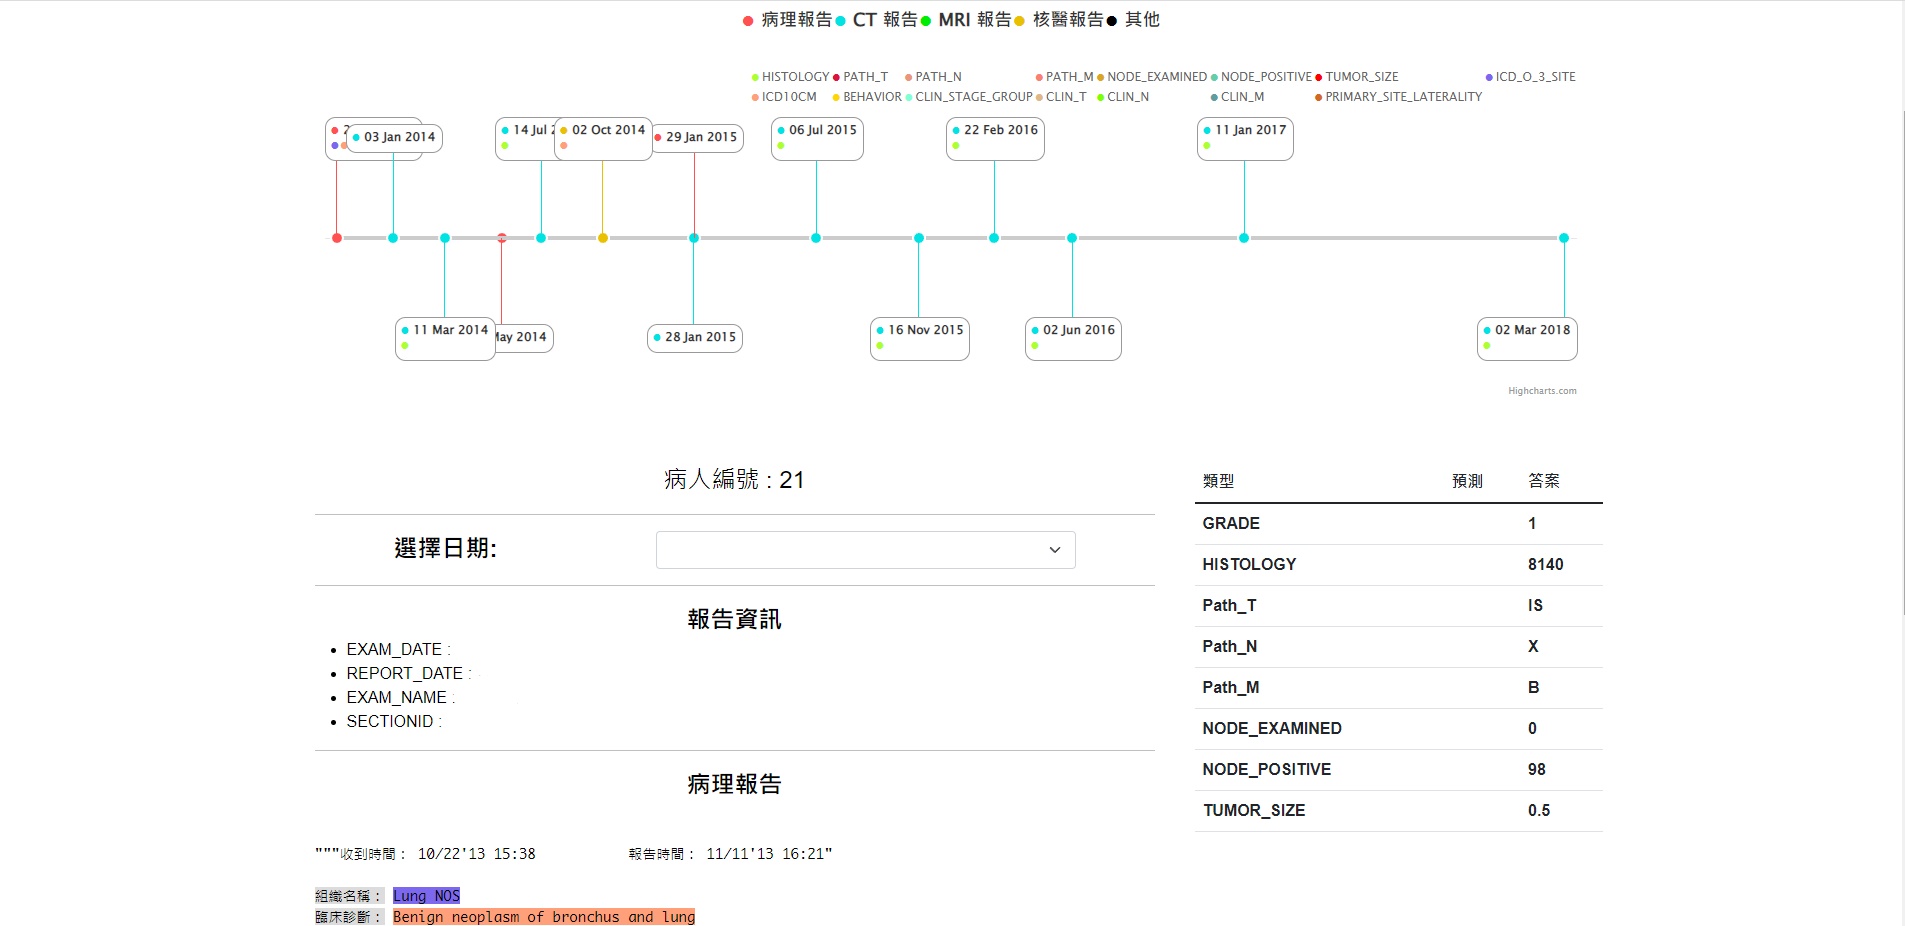 病理報告 CT 報告 MRI 報告 核醫報告 其他
HISTOLOGY PATH_T PATH_N PATH_M NODE_EXAMINED NODE_POSITIVE TUMOR_SIZE ICD_O_3_SITE
ICD10CM BEHAVIOR CLIN_STAGE_GROUP CLIN_T CLIN_N CLIN_M PRIMARY_SITE_LATERALITY
03 Jan 2014
14 Jul
02 Oct 2014
29 Jan 2015
06 Jul 2015
22 Feb 2016
11 Jan 2017
11 Mar 2014
May 2014
28 Jan 2015
16 Nov 2015
02 Jun 2016
02 Mar 2018
Highcharts.com
病人編號 : 21
選擇日期:
報告資訊
EXAM_DATE :
REPORT_DATE :
EXAM_NAME :
SECTIONID :
病理報告
"""收到時間： 10/22'13 15:38 報告時間： 11/11'13 16:21"
組織名稱： Lung NOS
臨床診斷： Benign neoplasm of bronchus and lung
類型 預測 答案
GRADE 1
HISTOLOGY 8140
Path_T IS
Path_N X
Path_M B
NODE_EXAMINED 0
NODE_POSITIVE 98
TUMOR_SIZE 0.5